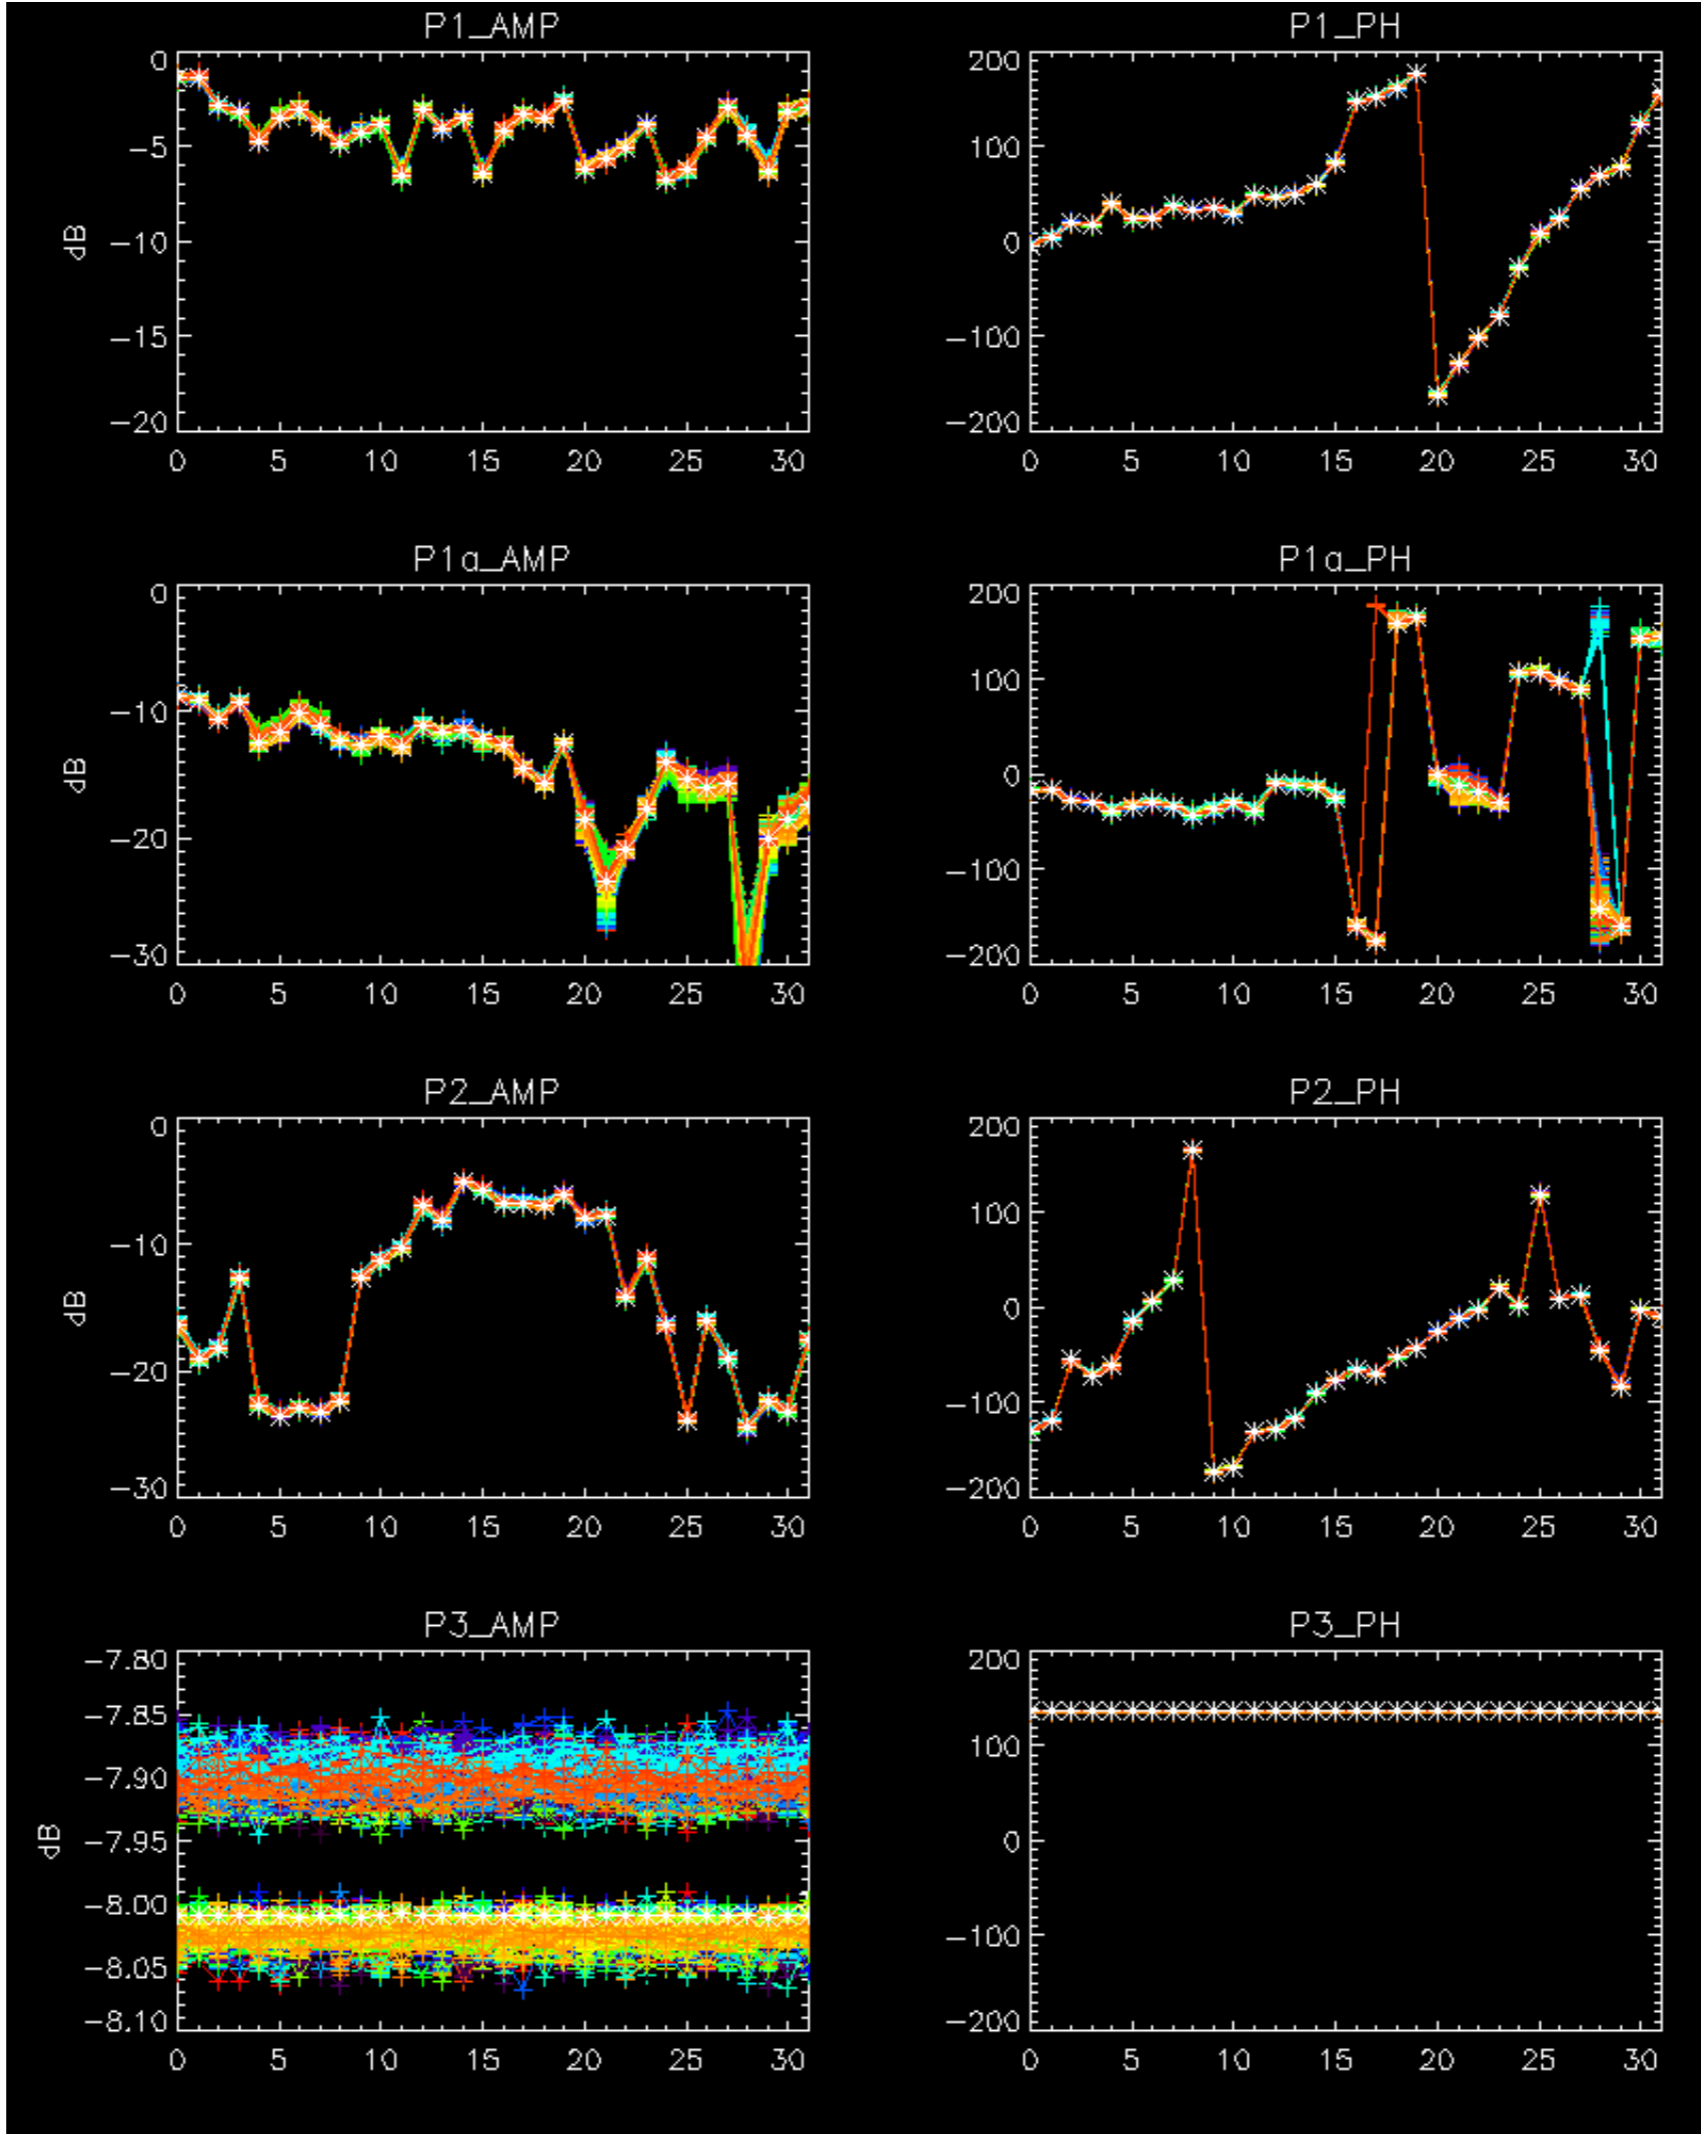 P1_AMP P1_PH
0 200
-5 100
dB -10 0
-15 -100
-20 -200
0 5 10 15 20 25 30 0 5 10 15 20 25 30
P1a_AMP P1a_PH
0 200
-10 100
dB 0
-20 -100
-30 -200
0 5 10 15 20 25 30 0 5 10 15 20 25 30
P2_AMP P2_PH
0 200
-10 100
dB 0
-20 -100
-30 -200
0 5 10 15 20 25 30 0 5 10 15 20 25 30
P3_AMP P3_PH
-7.80 200
-7.85 100
-7.90
dB -7.95 0
-8.00 -100
-8.05
-8.10 -200
0 5 10 15 20 25 30 0 5 10 15 20 25 30